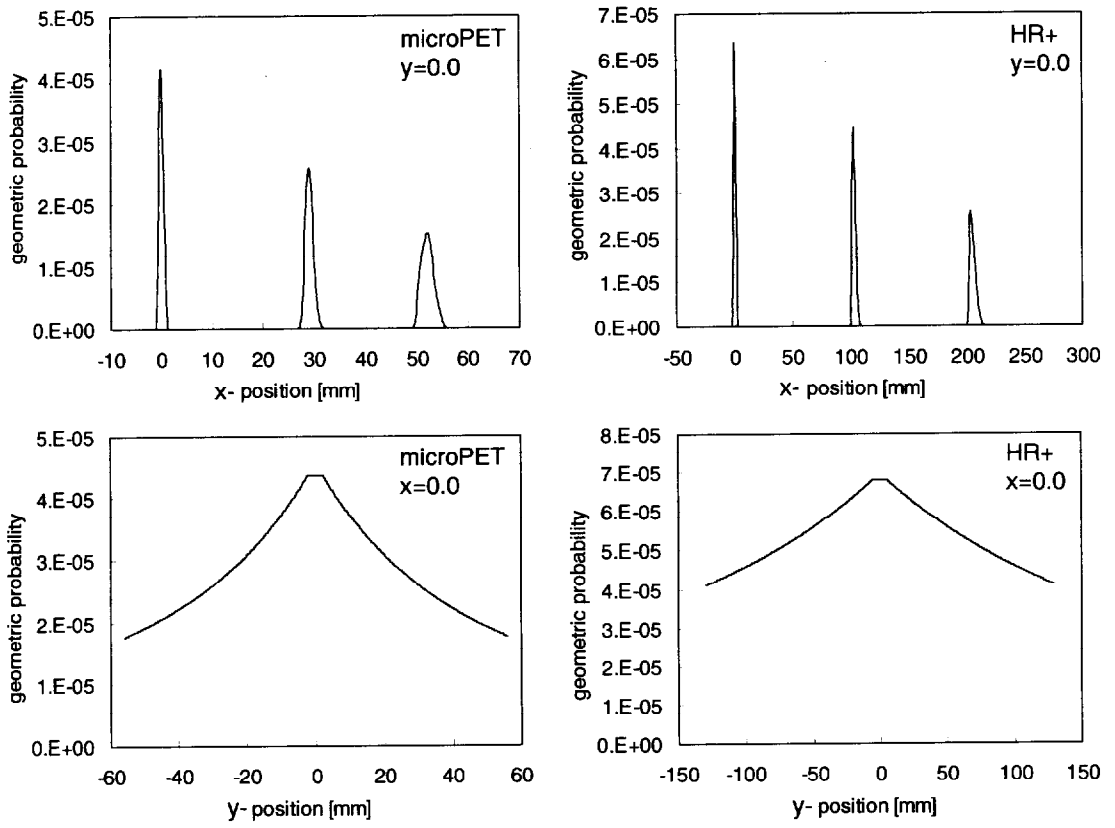 5.E-05
4.E-05
3.E-05
2.E-05
1.E-05
0.E+00
geometric probability
microPET
y=0.0
-10 0 10 20 30 40 50 60 70
x- position [mm]
7.E-05
6.E-05
5.E-05
4.E-05
3.E-05
2.E-05
1.E-05
0.E+00
geometric probability
HR+
y=0.0
-50 0 50 100 150 200 250 300
x- position [mm]
5.E-05
4.E-05
3.E-05
2.E-05
1.E-05
0.E+00
geometric probability
microPET
x=0.0
-60 -40 -20 0 20 40 60
y- position [mm]
8.E-05
7.E-05
6.E-05
5.E-05
4.E-05
3.E-05
2.E-05
1.E-05
0.E+00
geometric probability
HR+
x=0.0
-150 -100 -50 0 50 100 150
y- position [mm]